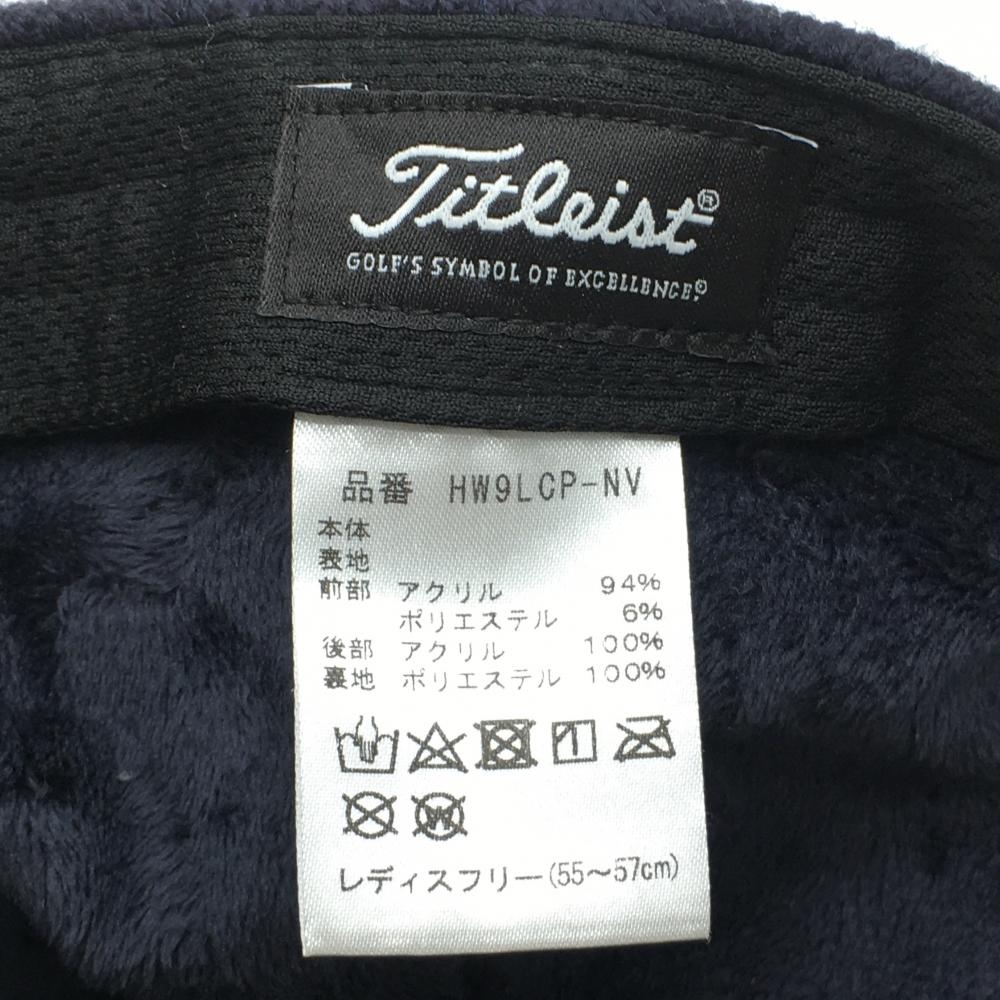 Titleist®
GOLF'S SYMBOL OF EXCELLENCE®
品番 HW9LCP-NV
本体
表地
前部 アクリル 94%
ポリエステル 6%
後部 アクリル 100%
裏地 ポリエステル 100%
W
レディスフリー(55～57cm)